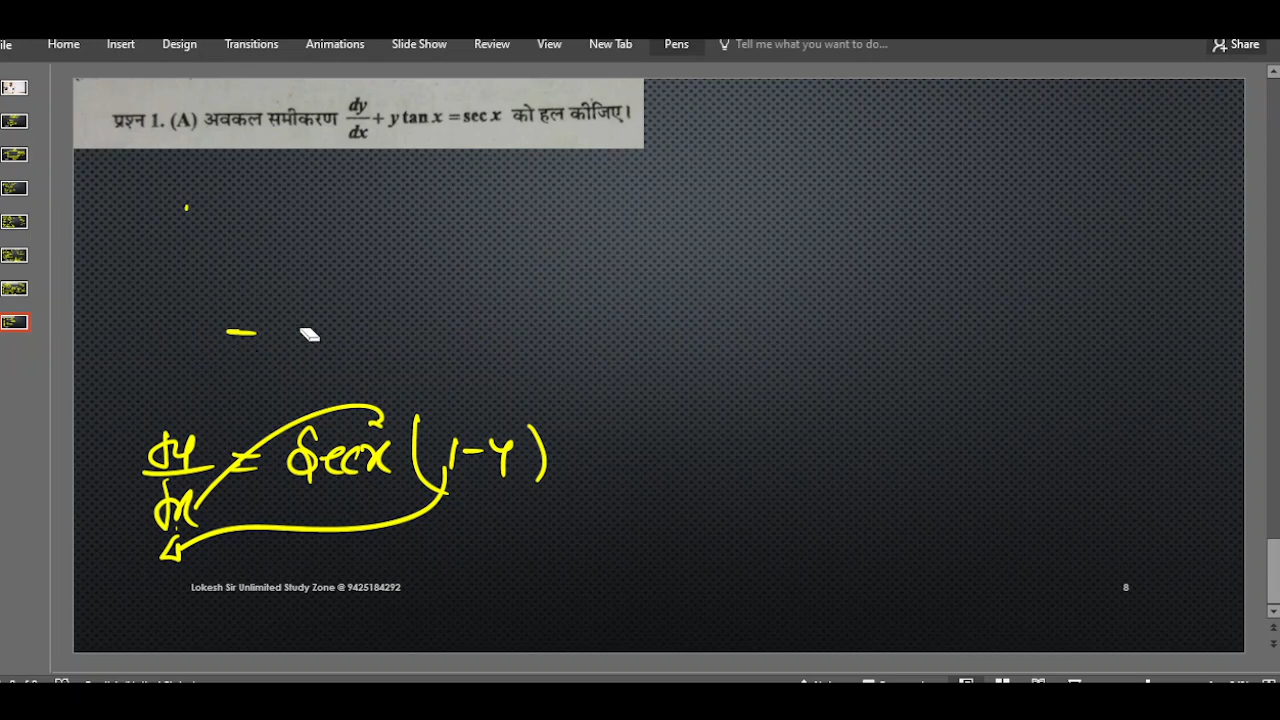 File Home Insert Design Transitions Animations Slide Show Review View New Tab Pens Tell me what you want to do... Share
प्रश्न 1. (A) अवकल समीकरण dy/dx + y tan x = sec x को हल कीजिए।
dy/dx = Sec²x (1-y)
Lokesh Sir Unlimited Study Zone @ 9425184292 8